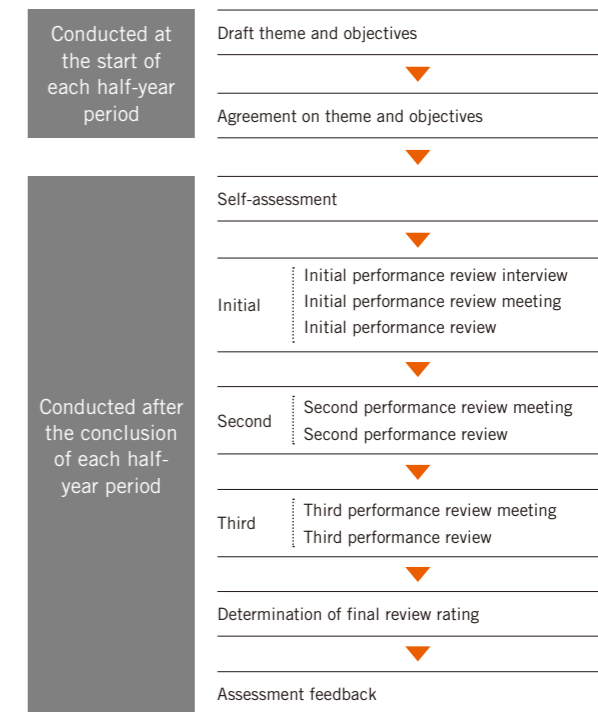 Conducted at
the start of
each half-year
period
Draft theme and objectives
Agreement on theme and objectives
Conducted after
the conclusion
of each half-
year period
Self-assessment
Initial
Initial performance review interview
Initial performance review meeting
Initial performance review
Second
Second performance review meeting
Second performance review
Third
Third performance review meeting
Third performance review
Determination of final review rating
Assessment feedback